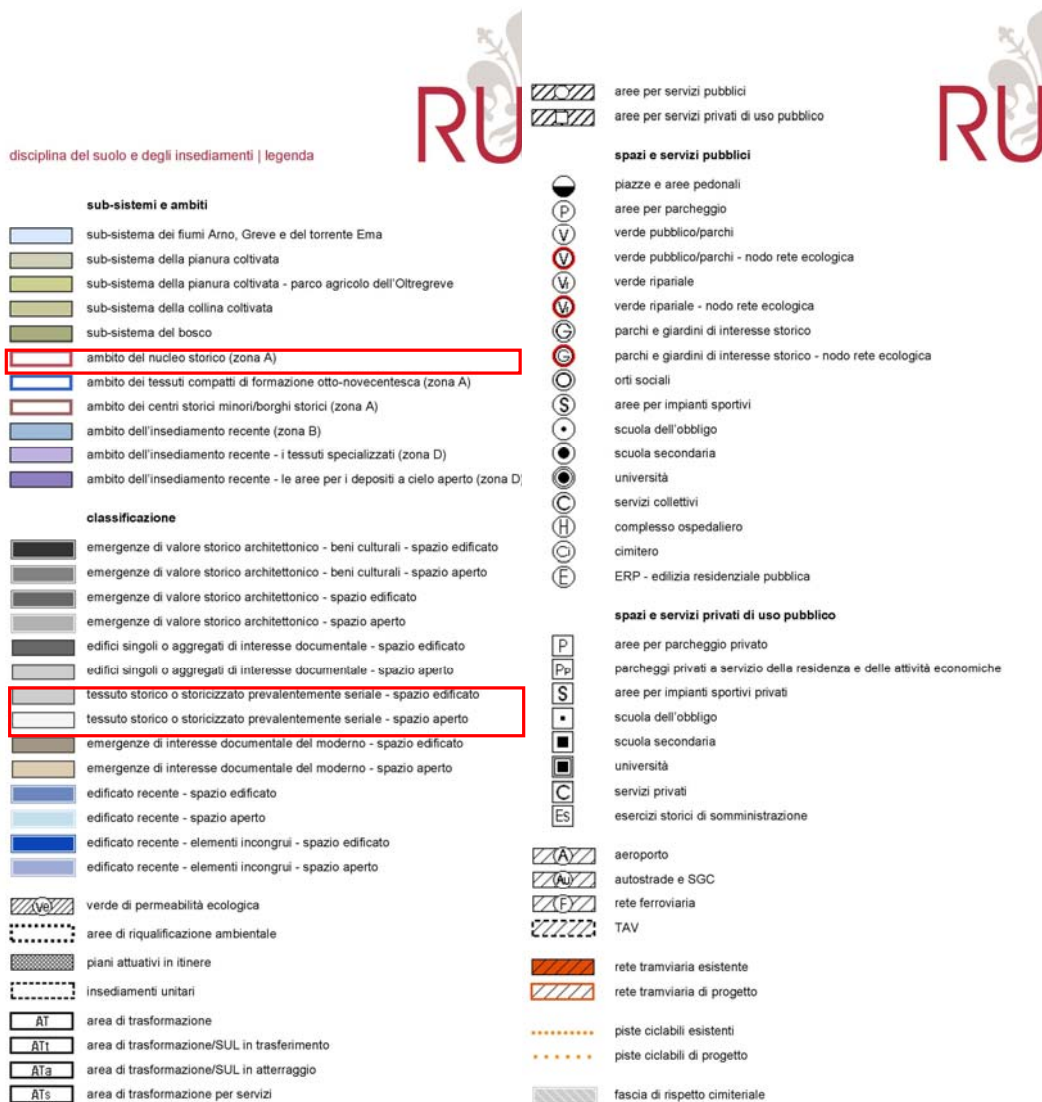 RU
disciplina del suolo e degli insediamenti | legenda
sub-sistemi e ambiti
sub-sistema dei fiumi Arno, Greve e del torrente Ema
sub-sistema della pianura coltivata
sub-sistema della pianura coltivata - parco agricolo dell'Oltregreve
sub-sistema della collina coltivata
sub-sistema del bosco
ambito del nucleo storico (zona A)
ambito dei tessuti compatti di formazione otto-novecentesca (zona A)
ambito dei centri storici minori/borghi storici (zona A)
ambito dell'insediamento recente (zona B)
ambito dell'insediamento recente - i tessuti specializzati (zona D)
ambito dell'insediamento recente - le aree per i depositi a cielo aperto (zona D)
classificazione
emergenze di valore storico architettonico - beni culturali - spazio edificato
emergenze di valore storico architettonico - beni culturali - spazio aperto
emergenze di valore storico architettonico - spazio edificato
emergenze di valore storico architettonico - spazio aperto
edifici singoli o aggregati di interesse documentale - spazio edificato
edifici singoli o aggregati di interesse documentale - spazio aperto
tessuto storico o storicizzato prevalentemente seriale - spazio edificato
tessuto storico o storicizzato prevalentemente seriale - spazio aperto
emergenze di interesse documentale del moderno - spazio edificato
emergenze di interesse documentale del moderno - spazio aperto
edificato recente - spazio edificato
edificato recente - spazio aperto
edificato recente - elementi incongrui - spazio edificato
edificato recente - elementi incongrui - spazio aperto
Ve verde di permeabilità ecologica
aree di riqualificazione ambientale
piani attuativi in itinere
insediamenti unitari
AT area di trasformazione
ATt area di trasformazione/SUL in trasferimento
ATa area di trasformazione/SUL in atterraggio
ATs area di trasformazione per servizi
RU
aree per servizi pubblici
aree per servizi privati di uso pubblico
spazi e servizi pubblici
piazze e aree pedonali
P aree per parcheggio
V verde pubblico/parchi
V verde pubblico/parchi - nodo rete ecologica
Vr verde ripariale
Vr verde ripariale - nodo rete ecologica
G parchi e giardini di interesse storico
G parchi e giardini di interesse storico - nodo rete ecologica
O orti sociali
S aree per impianti sportivi
scuola dell'obbligo
scuola secondaria
università
C servizi collettivi
H complesso ospedaliero
Ci cimitero
E ERP - edilizia residenziale pubblica
spazi e servizi privati di uso pubblico
P aree per parcheggio privato
Pp parcheggi privati a servizio della residenza e delle attività economiche
S aree per impianti sportivi privati
scuola dell'obbligo
scuola secondaria
università
C servizi privati
Es esercizi storici di somministrazione
A aeroporto
Au autostrade e SGC
F rete ferroviaria
TAV
rete tramviaria esistente
rete tramviaria di progetto
piste ciclabili esistenti
piste ciclabili di progetto
fascia di rispetto cimiteriale